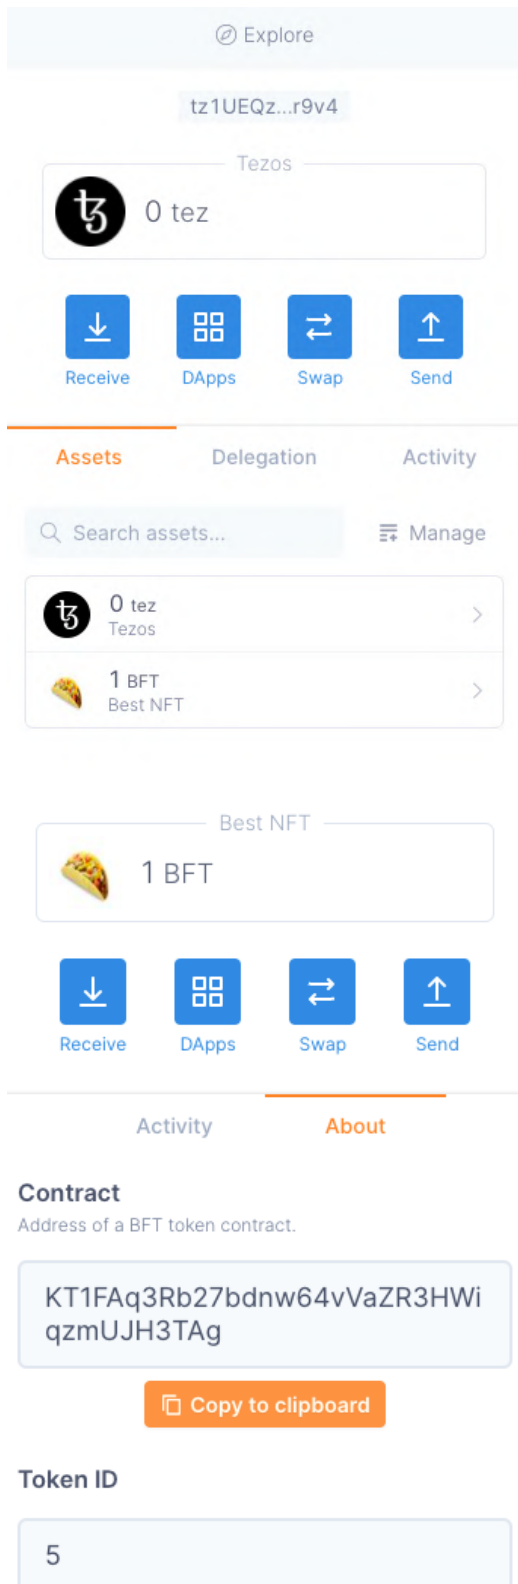 Explore
tz1UEQz...r9v4
Tezos
0 tez
Receive
DApps
Swap
Send
Assets
Delegation
Activity
Search assets...
Manage
0 tez
Tezos
1 BFT
Best NFT
Best NFT
1 BFT
Receive
DApps
Swap
Send
Activity
About
Contract
Address of a BFT token contract.
KT1FAq3Rb27bdnw64vVaZR3HWi
qzmUJH3TAg
Copy to clipboard
Token ID
5